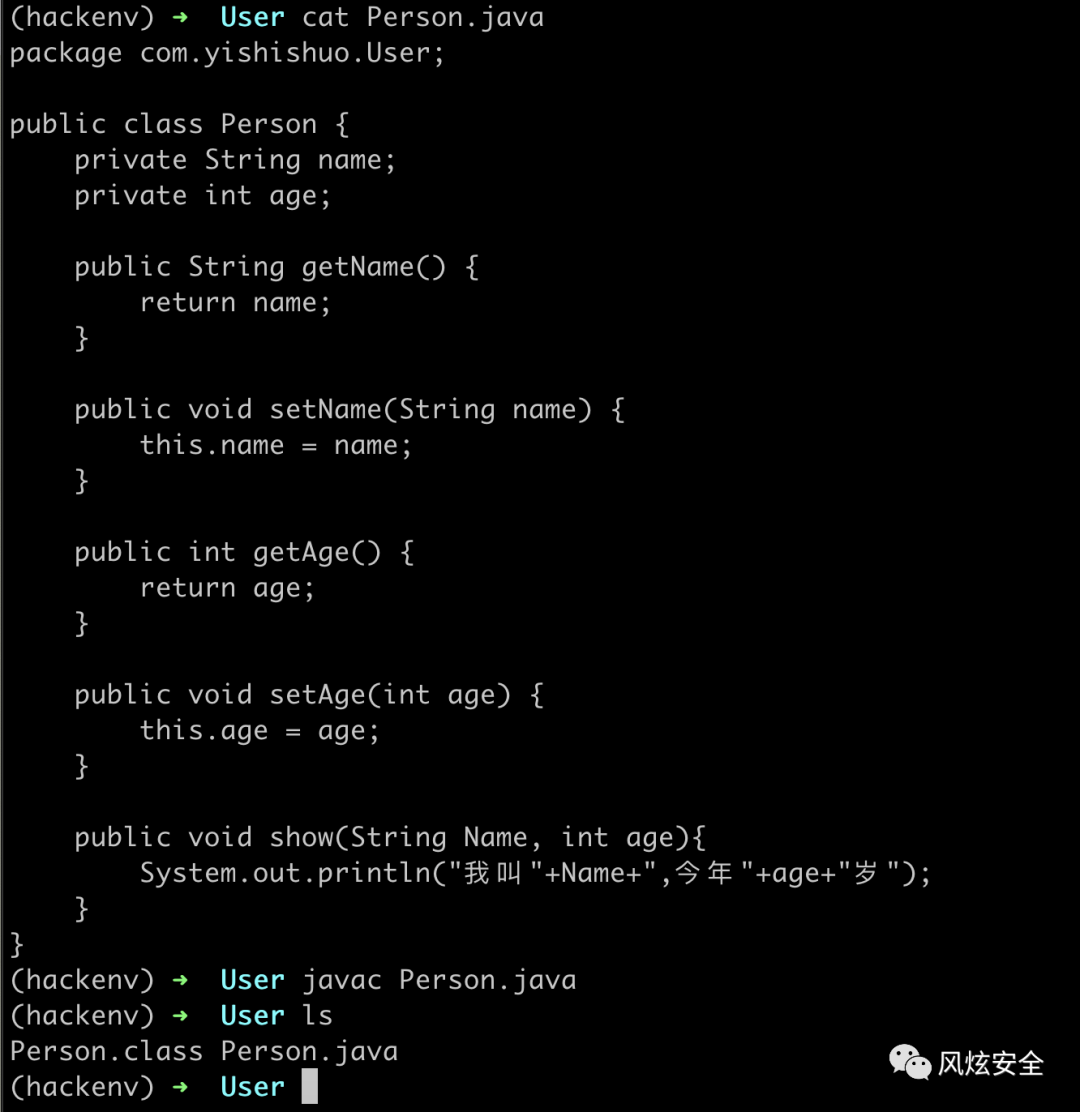 (hackenv) ➜  User cat Person.java
package com.yishishuo.User;

public class Person {
    private String name;
    private int age;

    public String getName() {
        return name;
    }

    public void setName(String name) {
        this.name = name;
    }

    public int getAge() {
        return age;
    }

    public void setAge(int age) {
        this.age = age;
    }

    public void show(String Name, int age){
        System.out.println("我叫"+Name+",今年"+age+"岁");
    }
}
(hackenv) ➜  User javac Person.java
(hackenv) ➜  User ls
Person.class Person.java
(hackenv) ➜  User
风炫安全